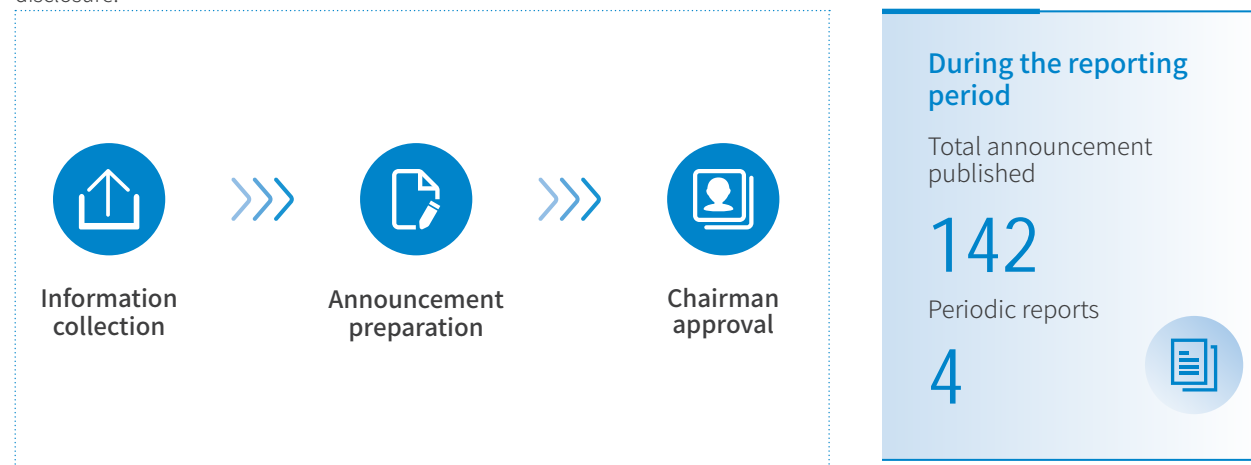 Information
collection
Announcement
preparation
Chairman
approval
During the reporting
period
Total announcement
published
142
Periodic reports
4